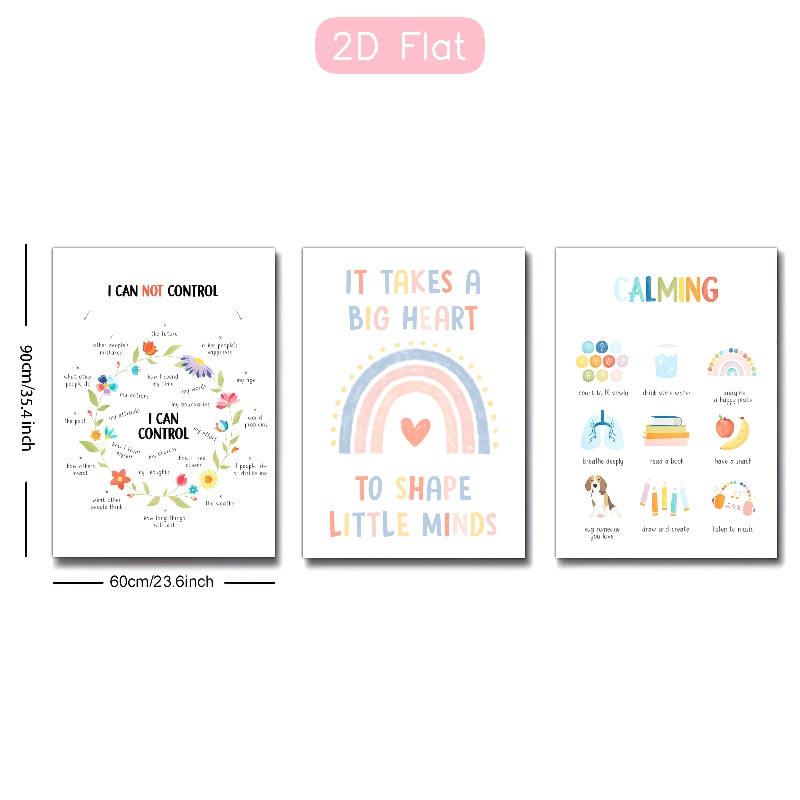 2D Flat
90cm/35.4 inch
60cm/23.6inch
I CAN NOT CONTROL
the future
other people's
mistakes
other people's
happiness
what other
people do
how I spend
my time
my words
my age
my actions
my boundaries
my attitude
the past
I CAN
CONTROL
my effort
world
problems
how I treat
myself
my choices
how I treat
others
how others
react
my thoughts
if people like
or dislike me
what other
people think
the weather
how long things
will last
IT TAKES A
BIG HEART
TO SHAPE
LITTLE MINDS
CALMING
count to 10 slowly
drink some water
imagine
a happy place
breathe deeply
read a book
have a snack
hug someone
you love
draw and create
listen to music